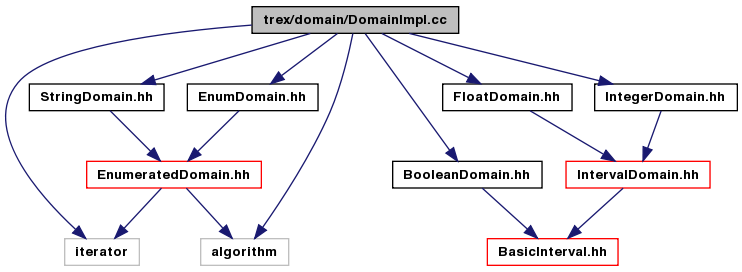 trex/domain/DomainImpl.cc
StringDomain.hh
EnumDomain.hh
FloatDomain.hh
IntegerDomain.hh
EnumeratedDomain.hh
BooleanDomain.hh
IntervalDomain.hh
iterator
algorithm
BasicInterval.hh